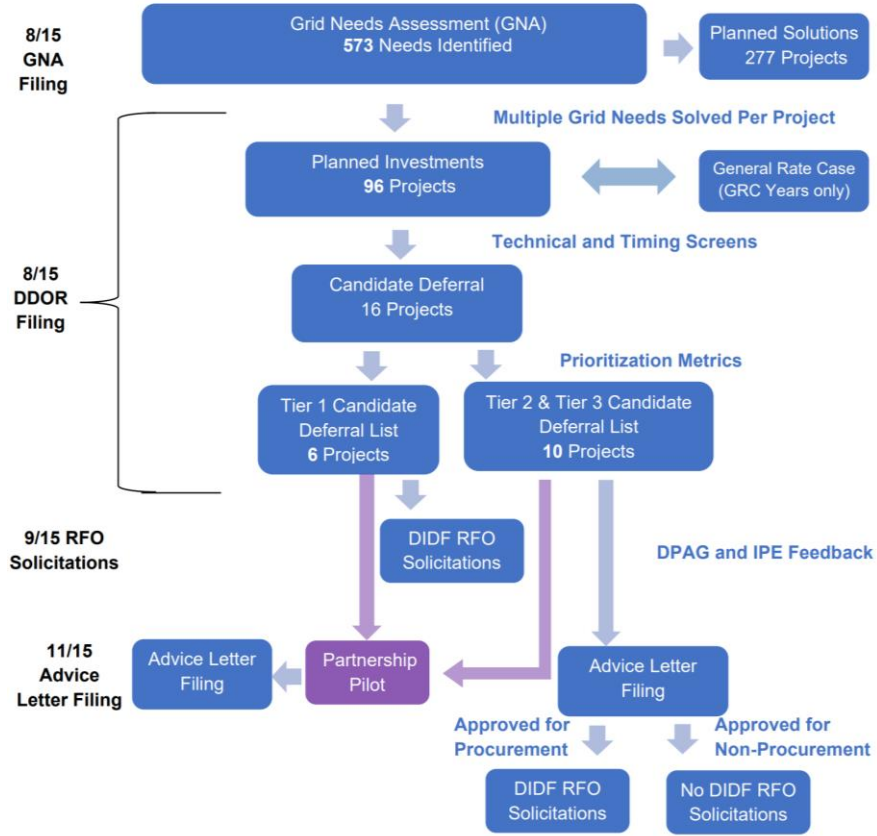 8/15
GNA
Filing
Grid Needs Assessment (GNA)
573 Needs Identified
Planned Solutions
277 Projects
Multiple Grid Needs Solved Per Project
Planned Investments
96 Projects
General Rate Case
(GRC Years only)
Technical and Timing Screens
8/15
DDOR
Filing
Candidate Deferral
16 Projects
Prioritization Metrics
Tier 1 Candidate
Deferral List
6 Projects
Tier 2 & Tier 3 Candidate
Deferral List
10 Projects
9/15 RFO
Solicitations
DIDF RFO
Solicitations
DPAG and IPE Feedback
11/15
Advice
Letter Filing
Advice Letter
Filing
Partnership
Pilot
Advice Letter
Filing
Approved for
Procurement
Approved for
Non-Procurement
DIDF RFO
Solicitations
No DIDF RFO
Solicitations